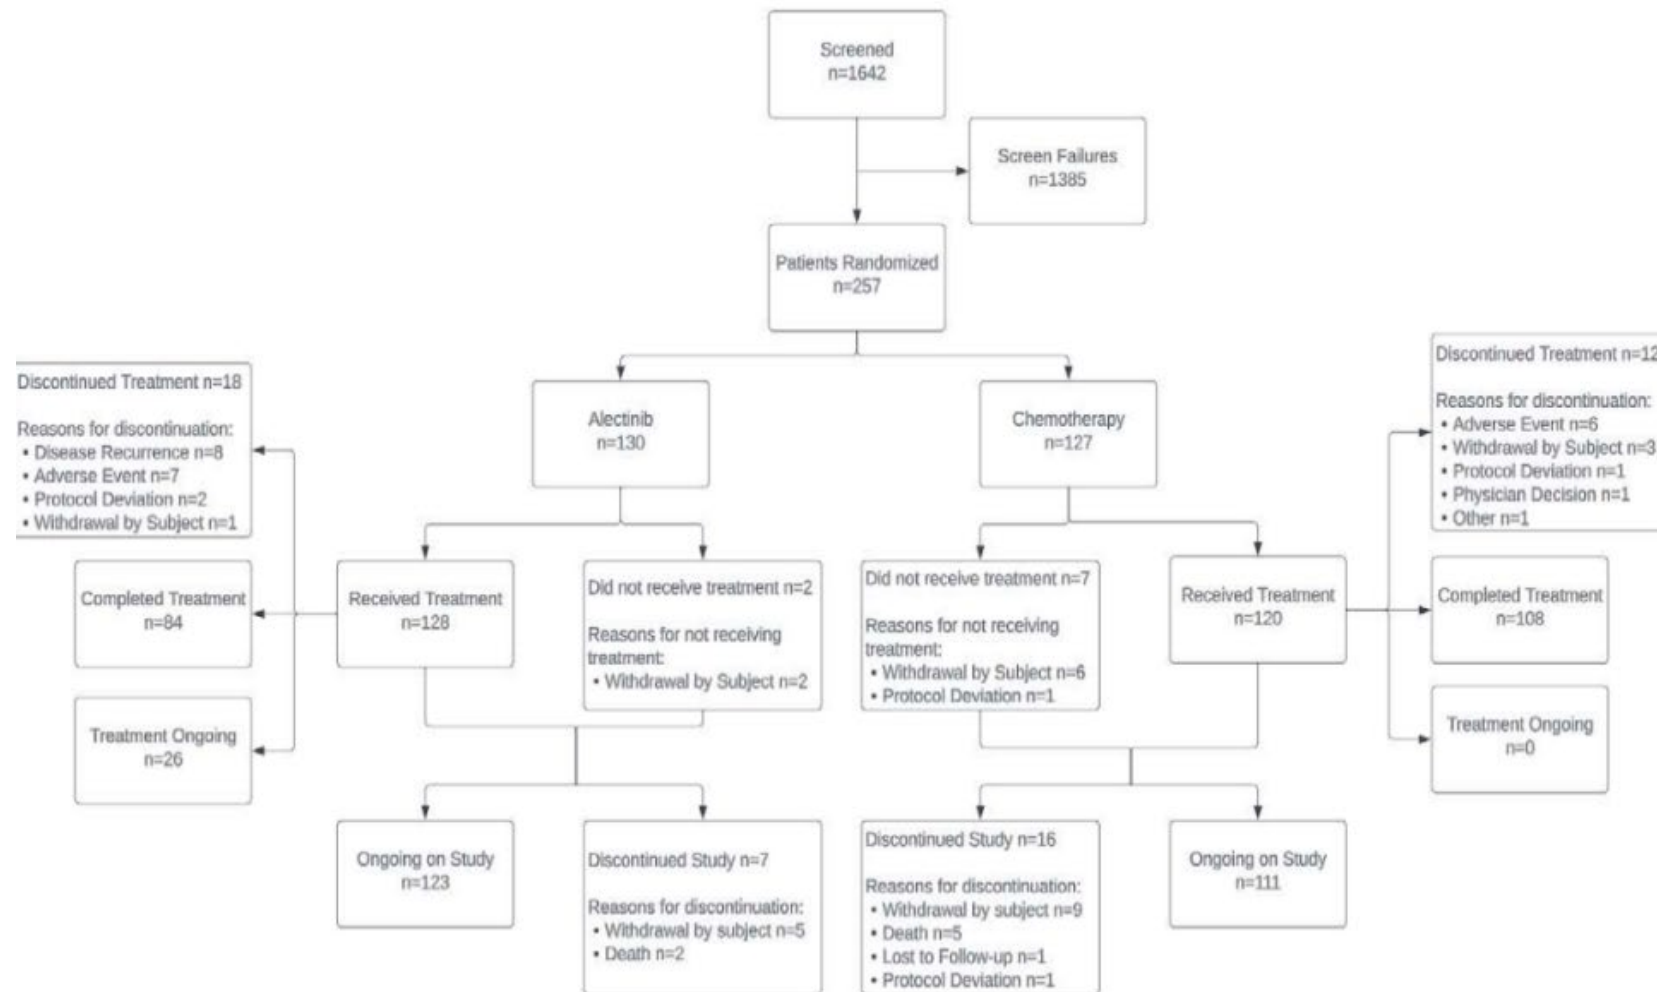 Screened
n=1642
Screen Failures
n=1385
Patients Randomized
n=257
Discontinued Treatment n=18
Reasons for discontinuation:
• Disease Recurrence n=8
• Adverse Event n=7
• Protocol Deviation n=2
• Withdrawal by Subject n=1
Alectinib
n=130
Chemotherapy
n=127
Discontinued Treatment n=12
Reasons for discontinuation:
• Adverse Event n=6
• Withdrawal by Subject n=3
• Protocol Deviation n=1
• Physician Decision n=1
• Other n=1
Completed Treatment
n=84
Received Treatment
n=128
Did not receive treatment n=2
Reasons for not receiving
treatment:
• Withdrawal by Subject n=2
Did not receive treatment n=7
Reasons for not receiving
treatment:
• Withdrawal by Subject n=6
• Protocol Deviation n=1
Received Treatment
n=120
Completed Treatment
n=108
Treatment Ongoing
n=26
Treatment Ongoing
n=0
Ongoing on Study
n=123
Discontinued Study n=7
Reasons for discontinuation:
• Withdrawal by subject n=5
• Death n=2
Discontinued Study n=16
Reasons for discontinuation:
• Withdrawal by subject n=9
• Death n=5
• Lost to Follow-up n=1
• Protocol Deviation n=1
Ongoing on Study
n=111